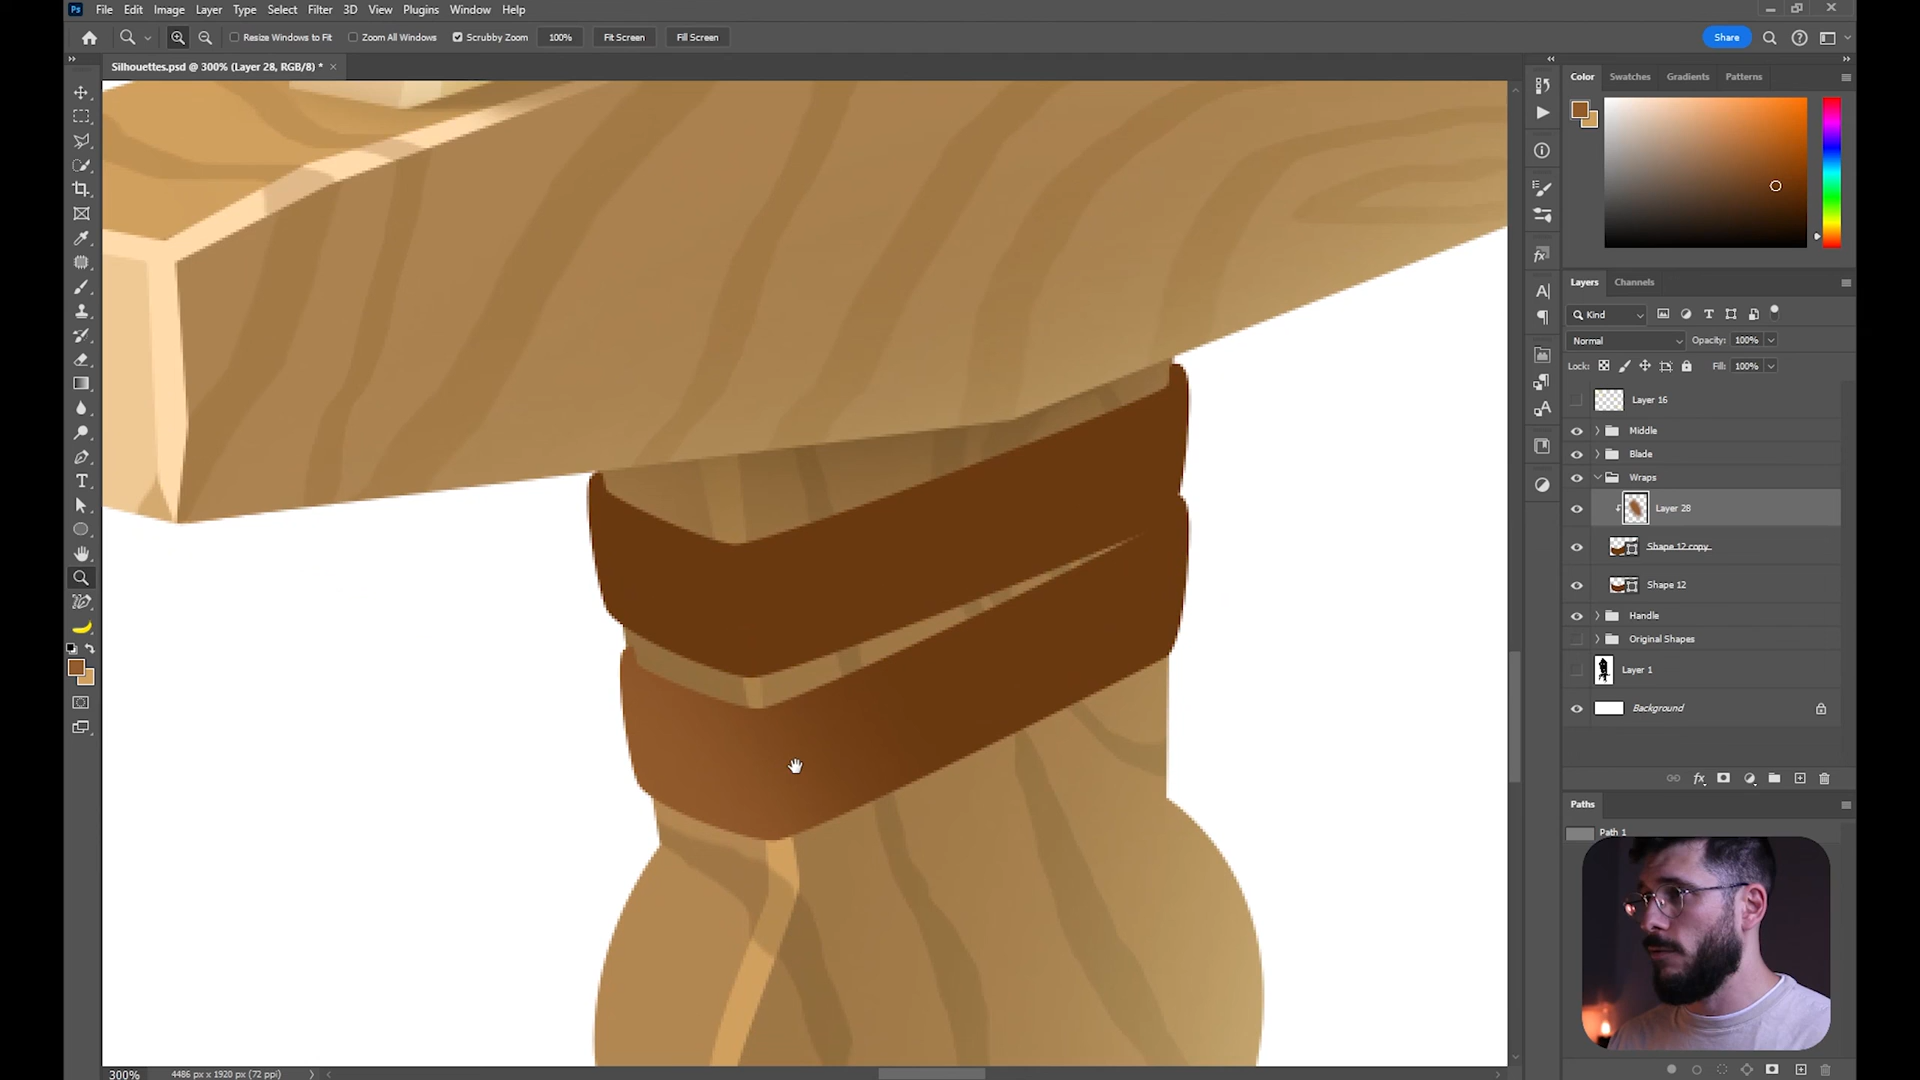 Ps File Edit Image Layer Type Select Filter 3D View Plugins Window Help
Resize Windows to Fit Zoom All Windows Scrubby Zoom 100% Fit Screen Fill Screen Share
Silhouettes.psd @ 300% (Layer 28, RGB/8) *
Color Swatches Gradients Patterns
Layers Channels
Kind
Normal Opacity: 100%
Lock: Fill: 100%
Layer 16
Middle
Blade
Wraps
Layer 28
Shape 12 copy
Shape 12
Handle
Original Shapes
Layer 1
Background
Paths
Path 1
300% 4486 px x 1920 px (72 ppi)